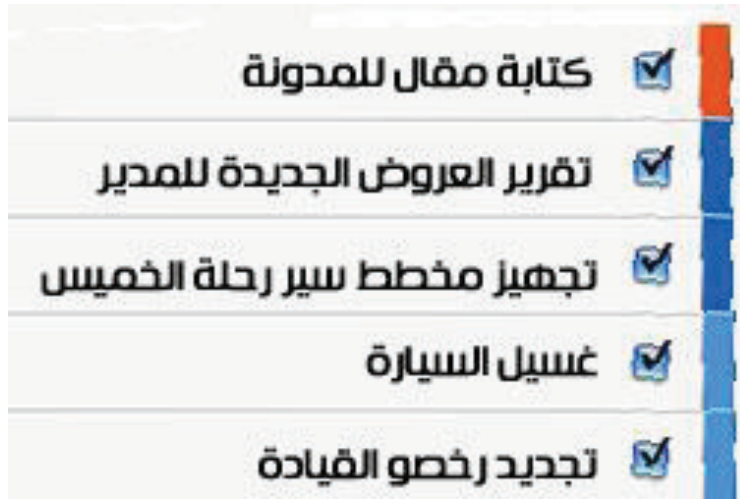 كتابة مقال للمدونة
تقرير العروض الجديدة للمدير
تجهيز مخطط سير رحلة الخميس
غسيل السيارة
تجديد رخصو القيادة